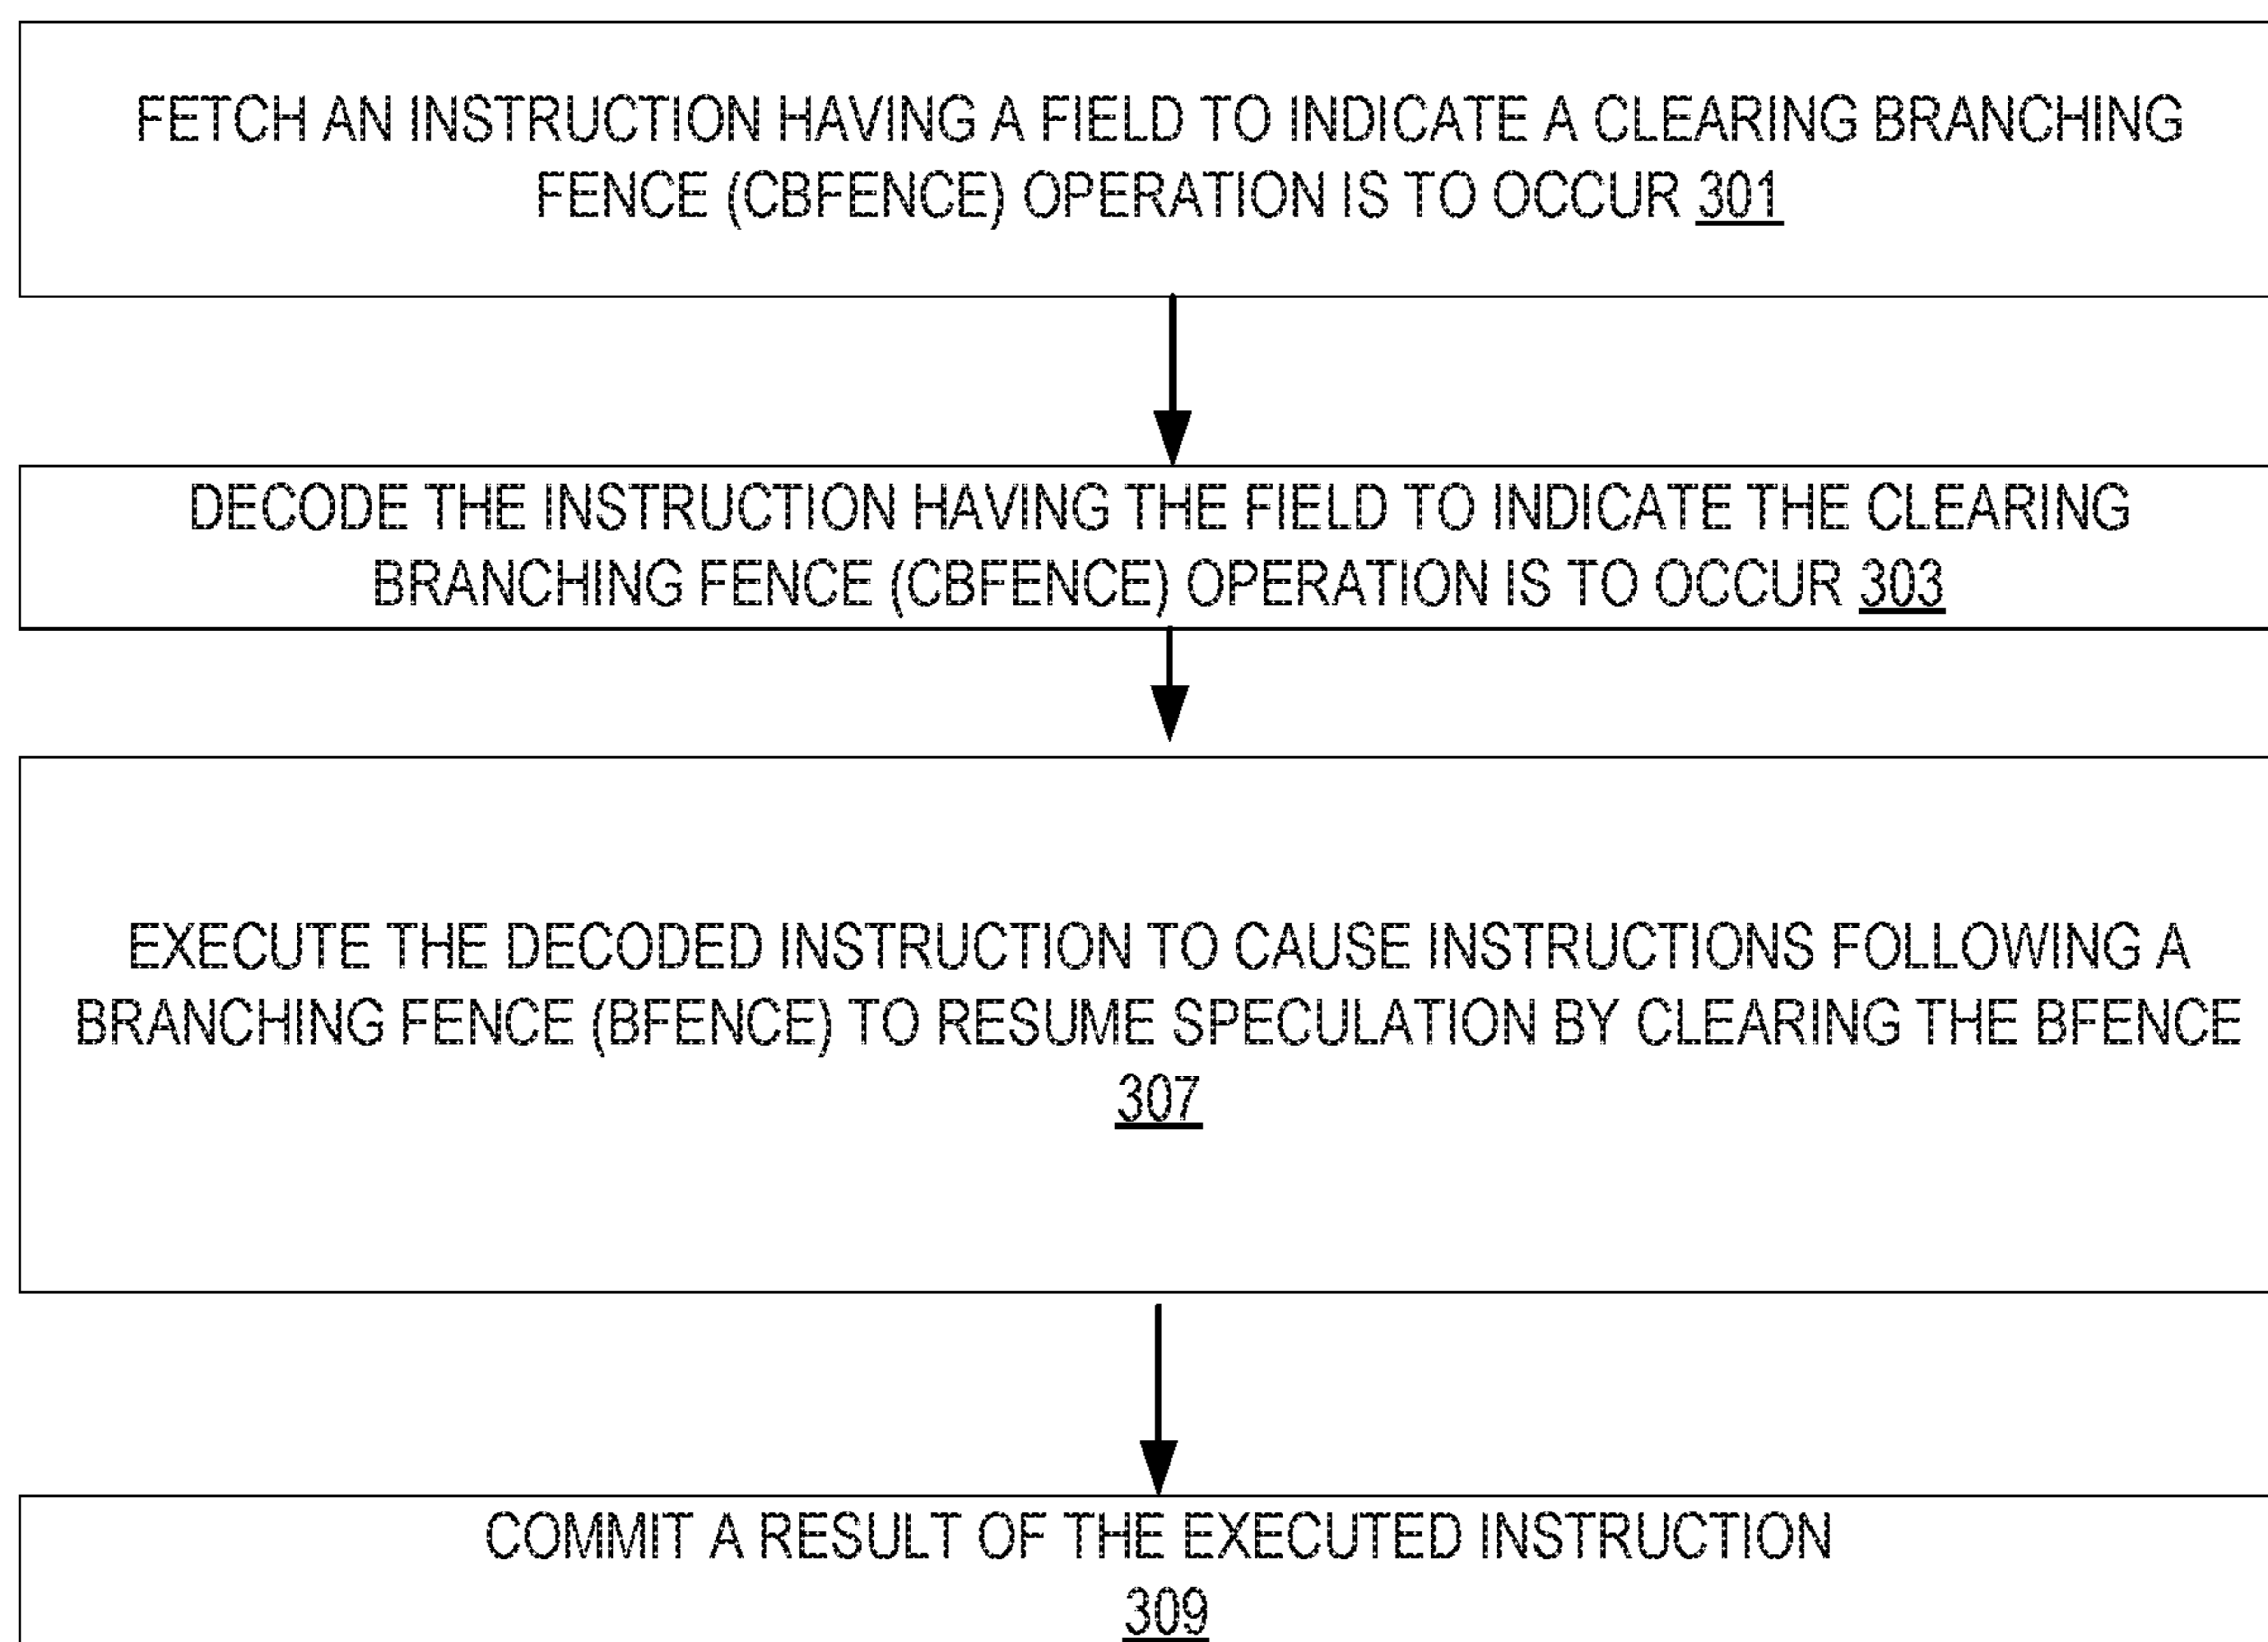 FETCH AN INSTRUCTION HAVING A FIELD TO INDICATE A CLEARING BRANCHING
FENCE (CBFENCE) OPERATION IS TO OCCUR 301
DECODE THE INSTRUCTION HAVING THE FIELD TO INDICATE THE CLEARING
BRANCHING FENCE (CBFENCE) OPERATION IS TO OCCUR 303
EXECUTE THE DECODED INSTRUCTION TO CAUSE INSTRUCTIONS FOLLOWING A
BRANCHING FENCE (BFENCE) TO RESUME SPECULATION BY CLEARING THE BFENCE
307
COMMIT A RESULT OF THE EXECUTED INSTRUCTION
309